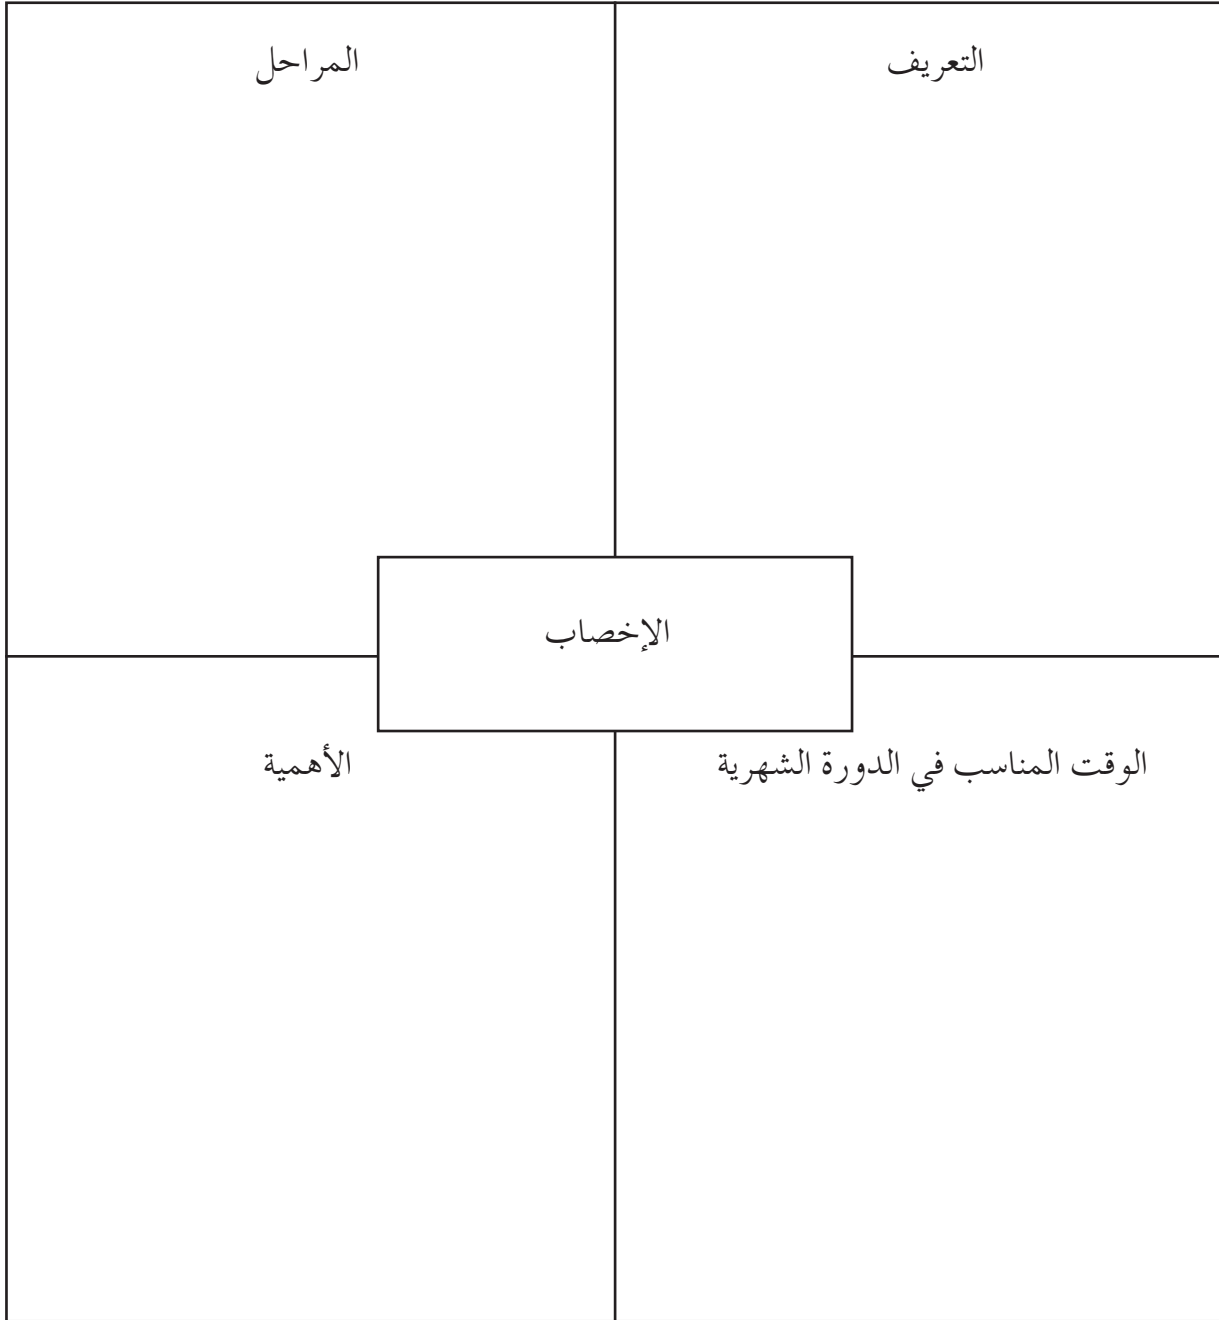 التعريف
المراحل
الإخصاب
الوقت المناسب في الدورة الشهرية
الأهمية